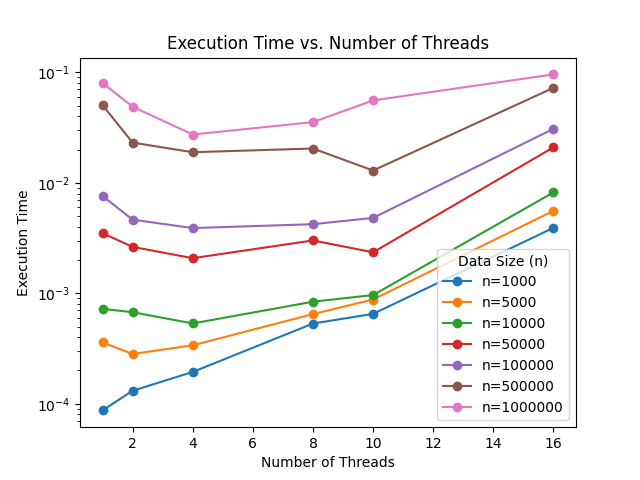 Execution Time vs. Number of Threads
Execution Time
10⁻¹
10⁻²
10⁻³
10⁻⁴
2 4 6 8 10 12 14 16
Number of Threads
Data Size (n)
n=1000
n=5000
n=10000
n=50000
n=100000
n=500000
n=1000000